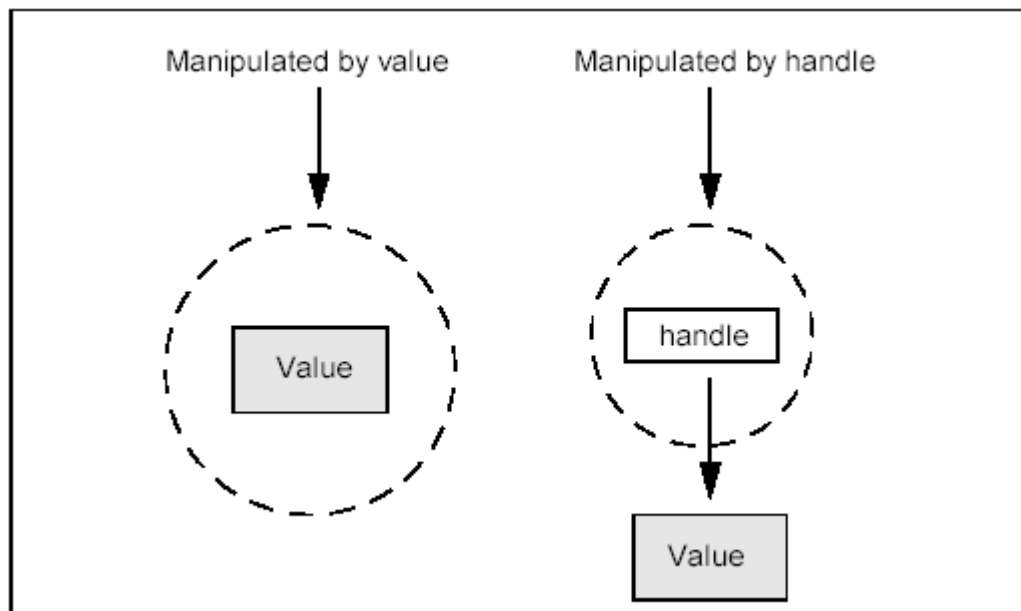 Manipulated by value
Manipulated by handle
Value
handle
Value